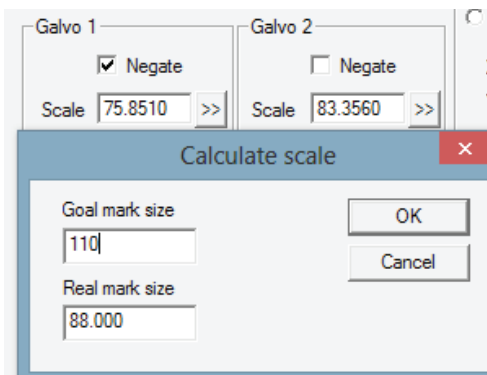 Galvo 1 Galvo 2
Negate Negate
Scale 75.8510 >> Scale 83.3560 >>
Calculate scale ×
Goal mark size OK
110 Cancel
Real mark size
88.000